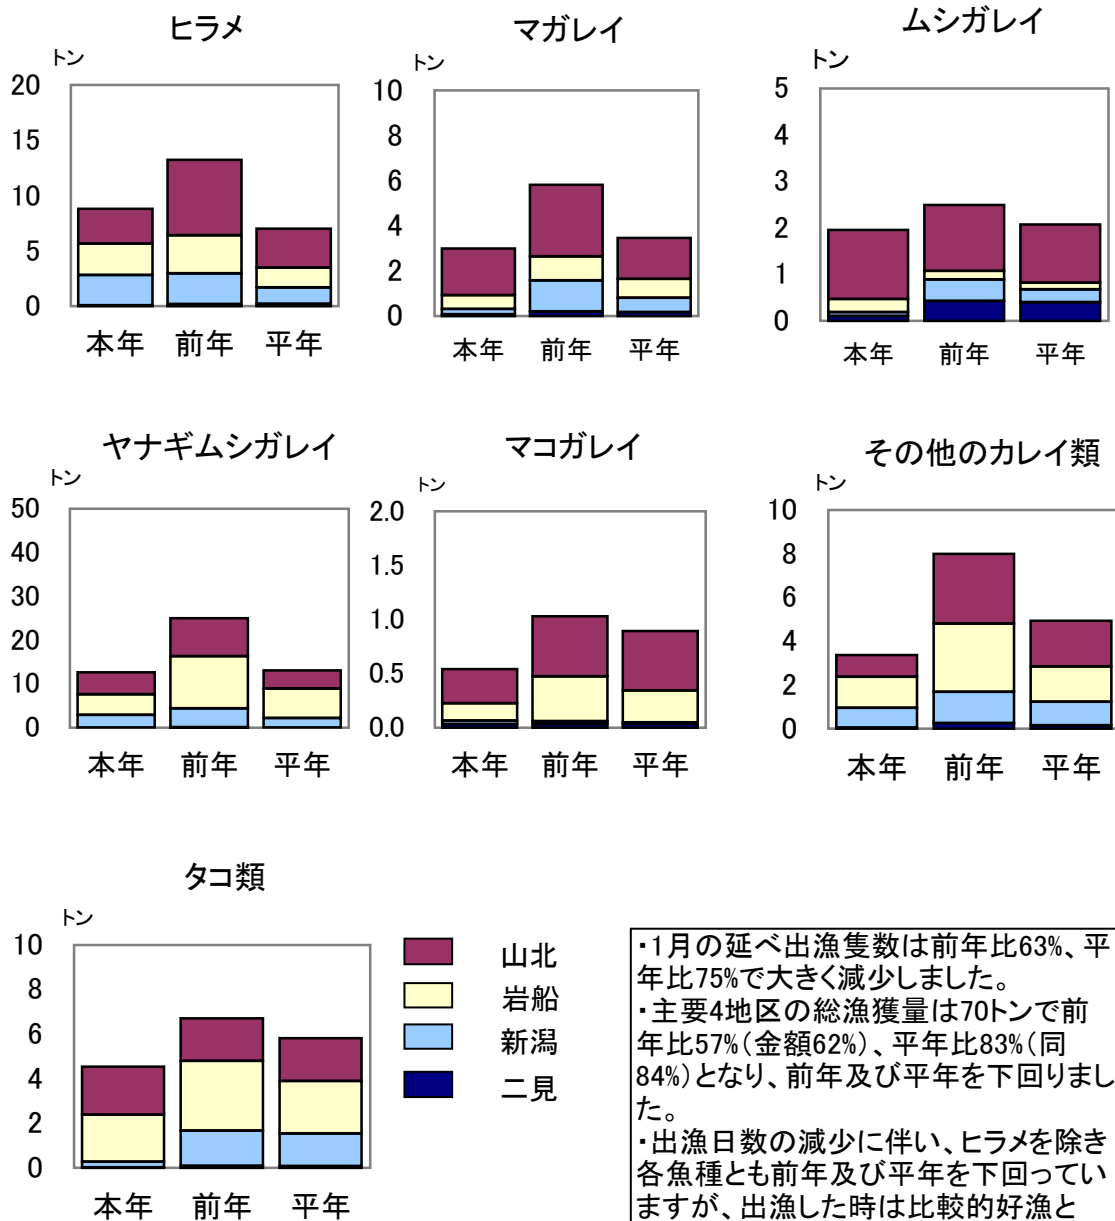 ヒラメ
トン
20
15
10
5
0
本年 前年 平年
マガレイ
トン
10
8
6
4
2
0
本年 前年 平年
ムシガレイ
トン
5
4
3
2
1
0
本年 前年 平年
ヤナギムシガレイ
トン
50
40
30
20
10
0
本年 前年 平年
マコガレイ
トン
2.0
1.5
1.0
0.5
0.0
本年 前年 平年
その他のカレイ類
トン
10
8
6
4
2
0
本年 前年 平年
タコ類
トン
10
8
6
4
2
0
本年 前年 平年
山北
岩船
新潟
二見
・1月の延べ出漁隻数は前年比63%、平
年比75%で大きく減少しました。
・主要4地区の総漁獲量は70トンで前
年比57%(金額62%)、平年比83%(同
84%)となり、前年及び平年を下回りまし
た。
・出漁日数の減少に伴い、ヒラメを除き
各魚種とも前年及び平年を下回ってい
ますが、出漁した時は比較的好漁と